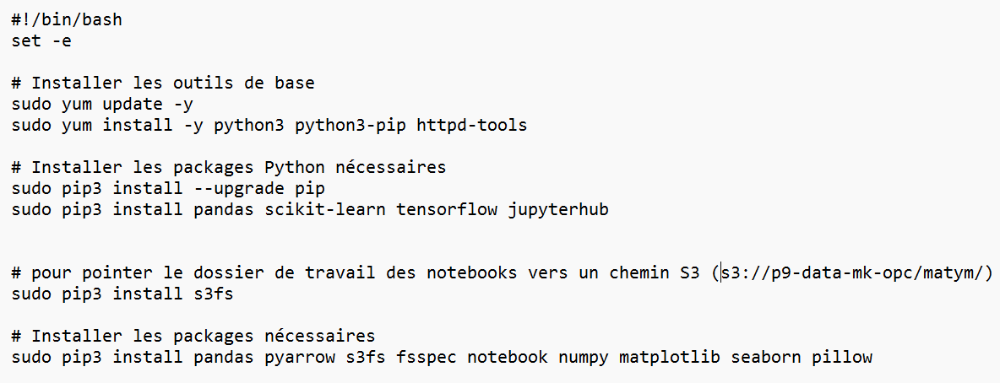 #!/bin/bash
set -e
# Installer les outils de base
sudo yum update -y
sudo yum install -y python3 python3-pip httpd-tools
# Installer les packages Python nécessaires
sudo pip3 install --upgrade pip
sudo pip3 install pandas scikit-learn tensorflow jupyterhub
# pour pointer le dossier de travail des notebooks vers un chemin S3 (s3://p9-data-mk-opc/matym/)
sudo pip3 install s3fs
# Installer les packages nécessaires
sudo pip3 install pandas pyarrow s3fs fsspec notebook numpy matplotlib seaborn pillow